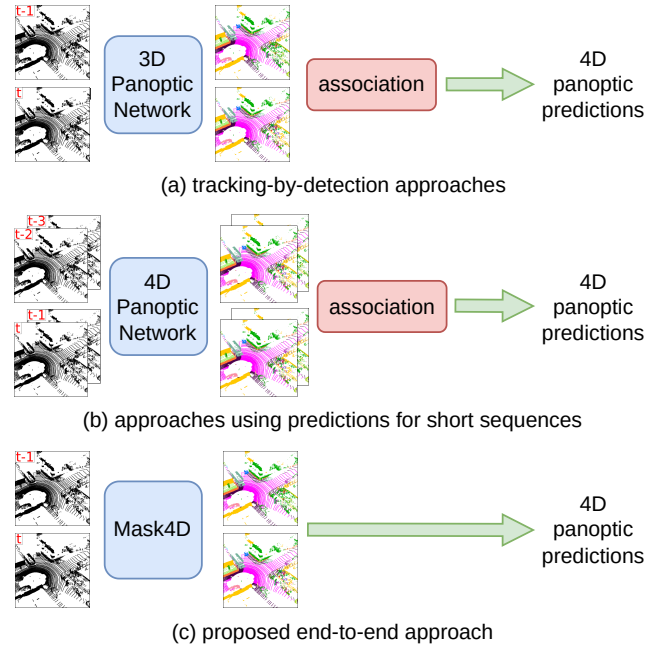 t-1
t
3D
Panoptic
Network
association
4D
panoptic
predictions
(a) tracking-by-detection approaches
t-3
t-2
t-1
t
4D
Panoptic
Network
association
4D
panoptic
predictions
(b) approaches using predictions for short sequences
t-1
t
Mask4D
4D
panoptic
predictions
(c) proposed end-to-end approach